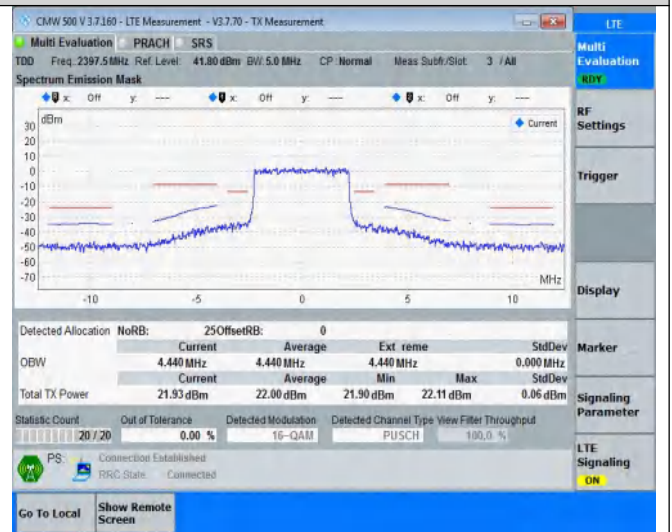 CMW 500 V 3.7.160 - LTE Measurement - V3.7.70 - TX Measurement
LTE
Multi Evaluation PRACH SRS
Multi Evaluation
RDY
TDD Freq. 2397.5 MHz Ref. Level: 41.80 dBm BW: 5.0 MHz CP: Normal Meas Subfr./Slot: 3 / All
Spectrum Emission Mask
x: Off y: --- x: Off y: --- x: Off y: ---
dBm
Current
30
20
10
0
-10
-20
-30
-40
-50
-60
-70
MHz
-10 -5 0 5 10
RF Settings
Trigger
Display
Marker
Signaling Parameter
LTE Signaling
ON
Detected Allocation NoRB: 25OffsetRB: 0
Current Average Ext reme StdDev
OBW 4.440 MHz 4.440 MHz 4.440 MHz 0.000 MHz
Current Average Min Max StdDev
Total TX Power 21.93 dBm 22.00 dBm 21.90 dBm 22.11 dBm 0.06 dBm
Statistic Count Out of Tolerance Detected Modulation Detected Channel Type View Filter Throughput
20 / 20 0.00 % 16-QAM PUSCH 100.0 %
PS: Connection Established
RRC State: Connected
Go To Local
Show Remote Screen